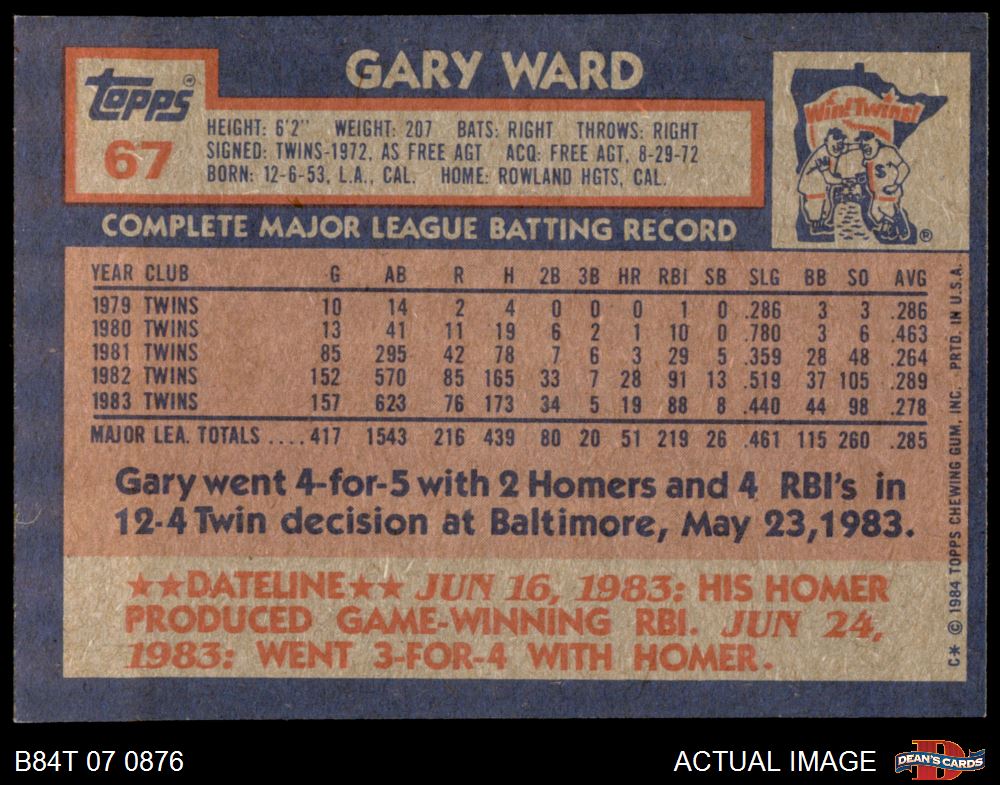 GARY WARD
Topps
67
HEIGHT: 6'2" WEIGHT: 207 BATS: RIGHT THROWS: RIGHT
SIGNED: TWINS-1972, AS FREE AGT ACQ: FREE AGT, 8-29-72
BORN: 12-6-53, L.A., CAL. HOME: ROWLAND HGTS, CAL.
Win! Twins!
®
COMPLETE MAJOR LEAGUE BATTING RECORD
YEAR CLUB G AB R H 2B 3B HR RBI SB SLG BB SO AVG
1979 TWINS 10 14 2 4 0 0 0 1 0 .286 3 3 .286
1980 TWINS 13 41 11 19 6 2 1 10 0 .780 3 6 .463
1981 TWINS 85 295 42 78 7 6 3 29 5 .359 28 48 .264
1982 TWINS 152 570 85 165 33 7 28 91 13 .519 37 105 .289
1983 TWINS 157 623 76 173 34 5 19 88 8 .440 44 98 .278
MAJOR LEA. TOTALS ....417 1543 216 439 80 20 51 219 26 .461 115 260 .285
Gary went 4-for-5 with 2 Homers and 4 RBI's in
12-4 Twin decision at Baltimore, May 23, 1983.
★★DATELINE★★ JUN 16, 1983: HIS HOMER
PRODUCED GAME-WINNING RBI. JUN 24,
1983: WENT 3-FOR-4 WITH HOMER.
C* © 1984 TOPPS CHEWING GUM, INC. PRTD. IN U.S.A.
B84T 07 0876
ACTUAL IMAGE
DEAN'S CARDS